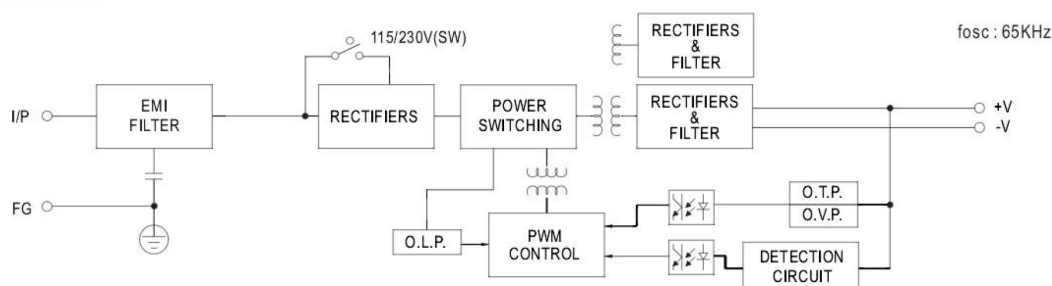 115/230V(SW)
RECTIFIERS
&
FILTER
fosc : 65KHz
I/P
EMI
FILTER
RECTIFIERS
POWER
SWITCHING
RECTIFIERS
&
FILTER
+V
-V
FG
O.L.P.
PWM
CONTROL
O.T.P.
O.V.P.
DETECTION
CIRCUIT